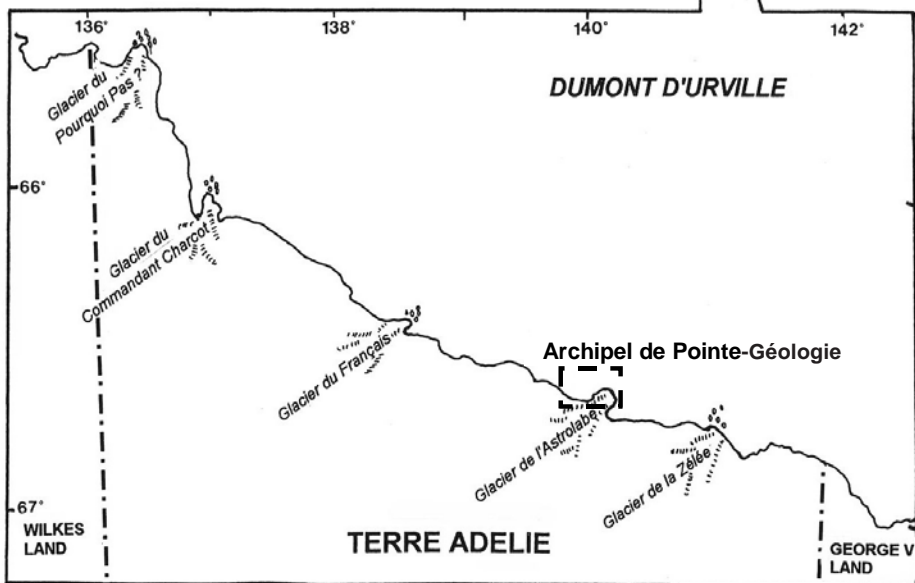 136°
138°
140°
142°
DUMONT D'URVILLE
Glacier du
Pourquoi Pas ?
66°
Glacier du
Commandant Charcot
Glacier du Français
Archipel de Pointe-Géologie
Glacier de l'Astrolabe
Glacier de la Zélée
67°
WILKES
LAND
TERRE ADELIE
GEORGE V
LAND